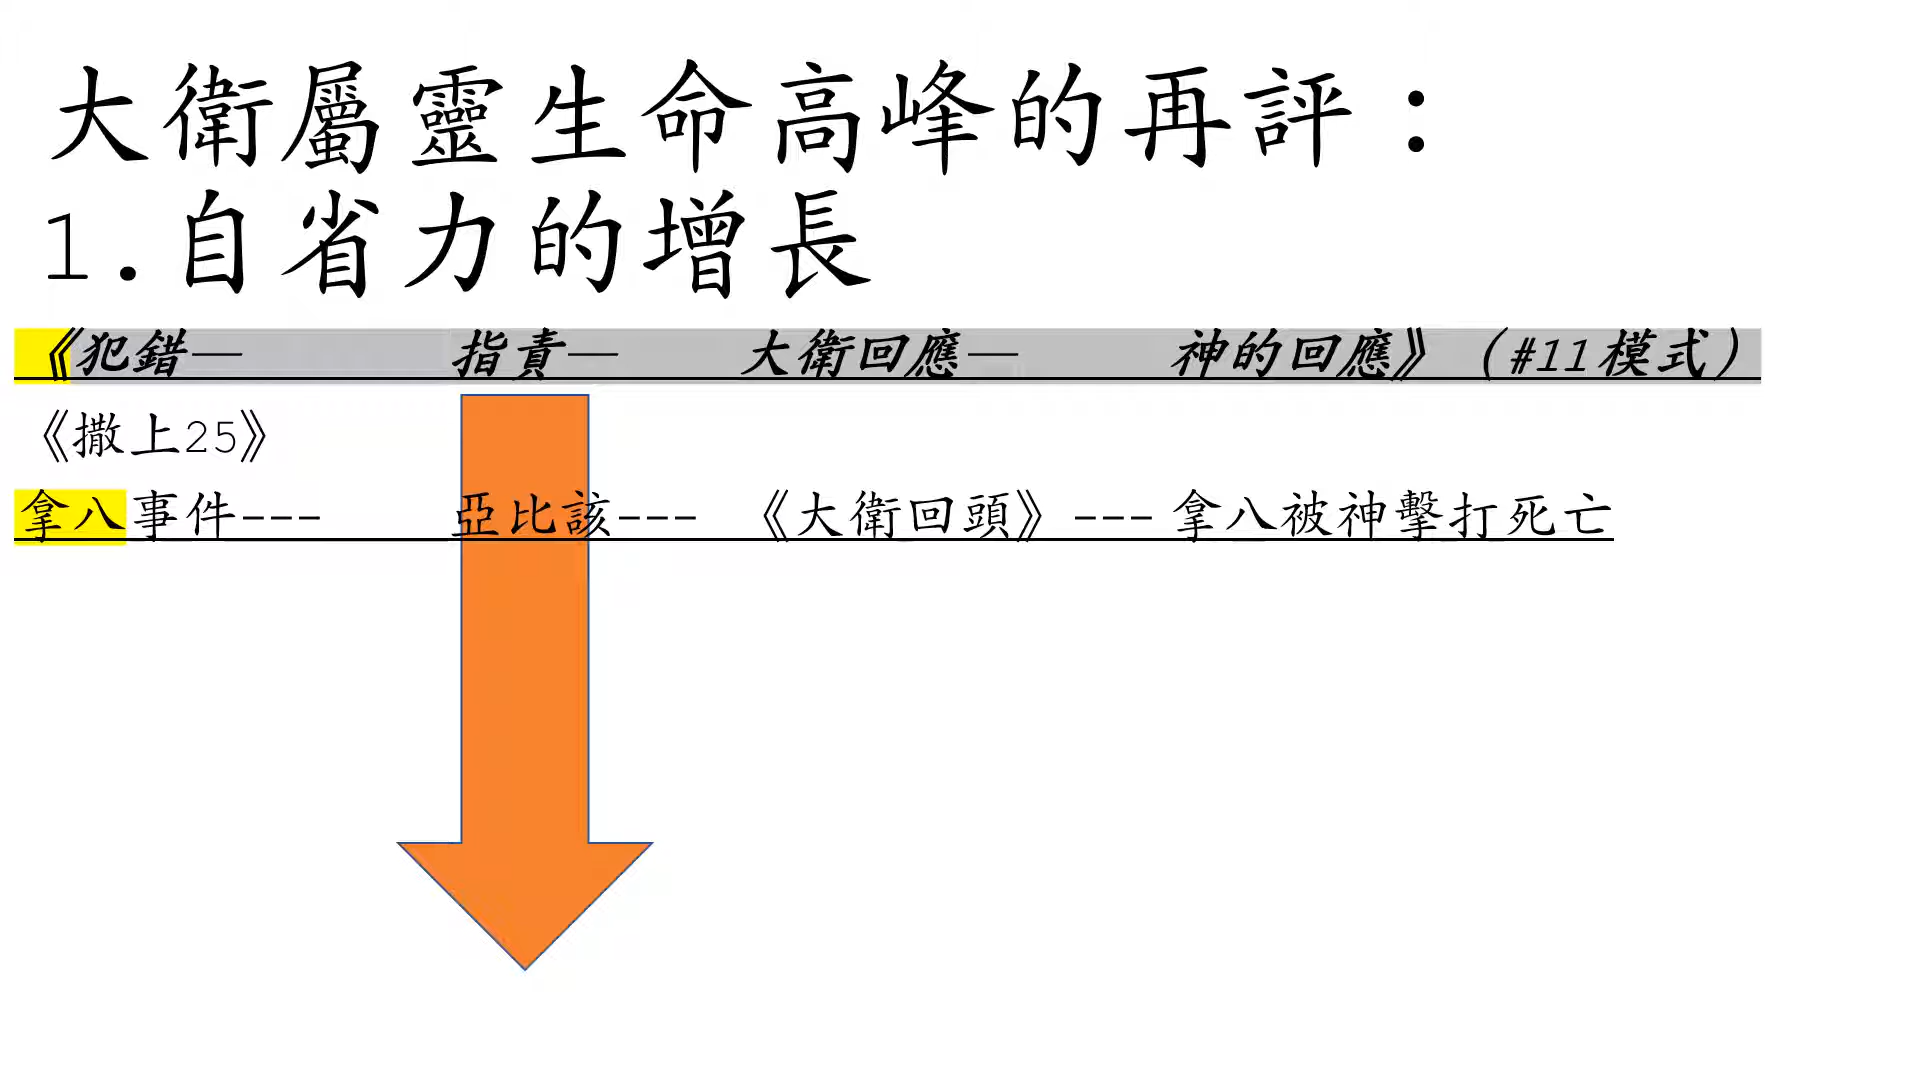 大衛屬靈生命高峰的再評：
1.自省力的增長
《犯錯— 指責— 大衛回應— 神的回應》（#11模式）
《撒上25》
拿八事件--- 亞比該--- 《大衛回頭》--- 拿八被神擊打死亡